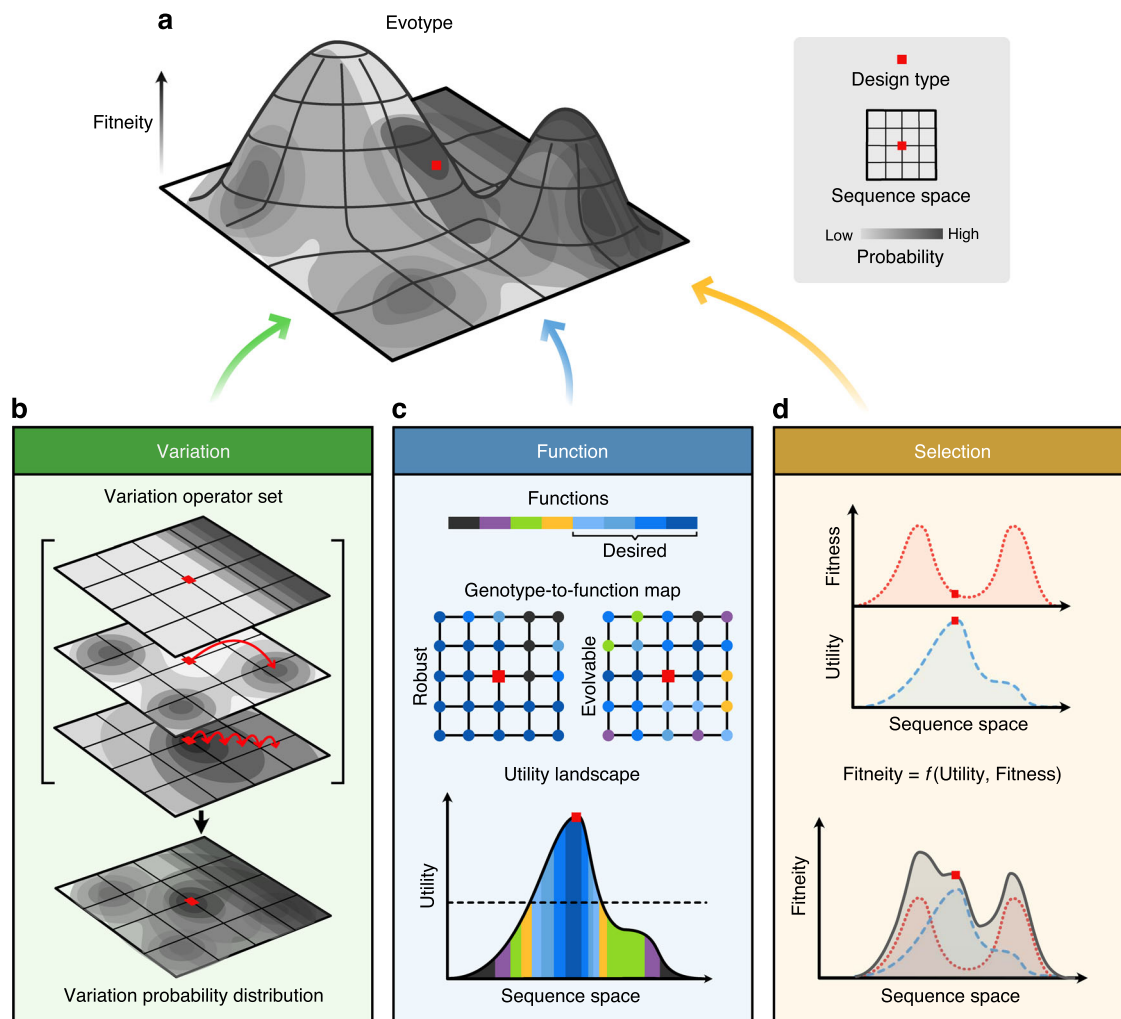 a
Evotype
Fitneity
Design type
Sequence space
Low
High
Probability
b
Variation
Variation operator set
Variation probability distribution
c
Function
Functions
Desired
Genotype-to-function map
Robust
Evolvable
Utility landscape
Utility
Sequence space
d
Selection
Fitness
Utility
Sequence space
Fitneity = f(Utility, Fitness)
Fitneity
Sequence space